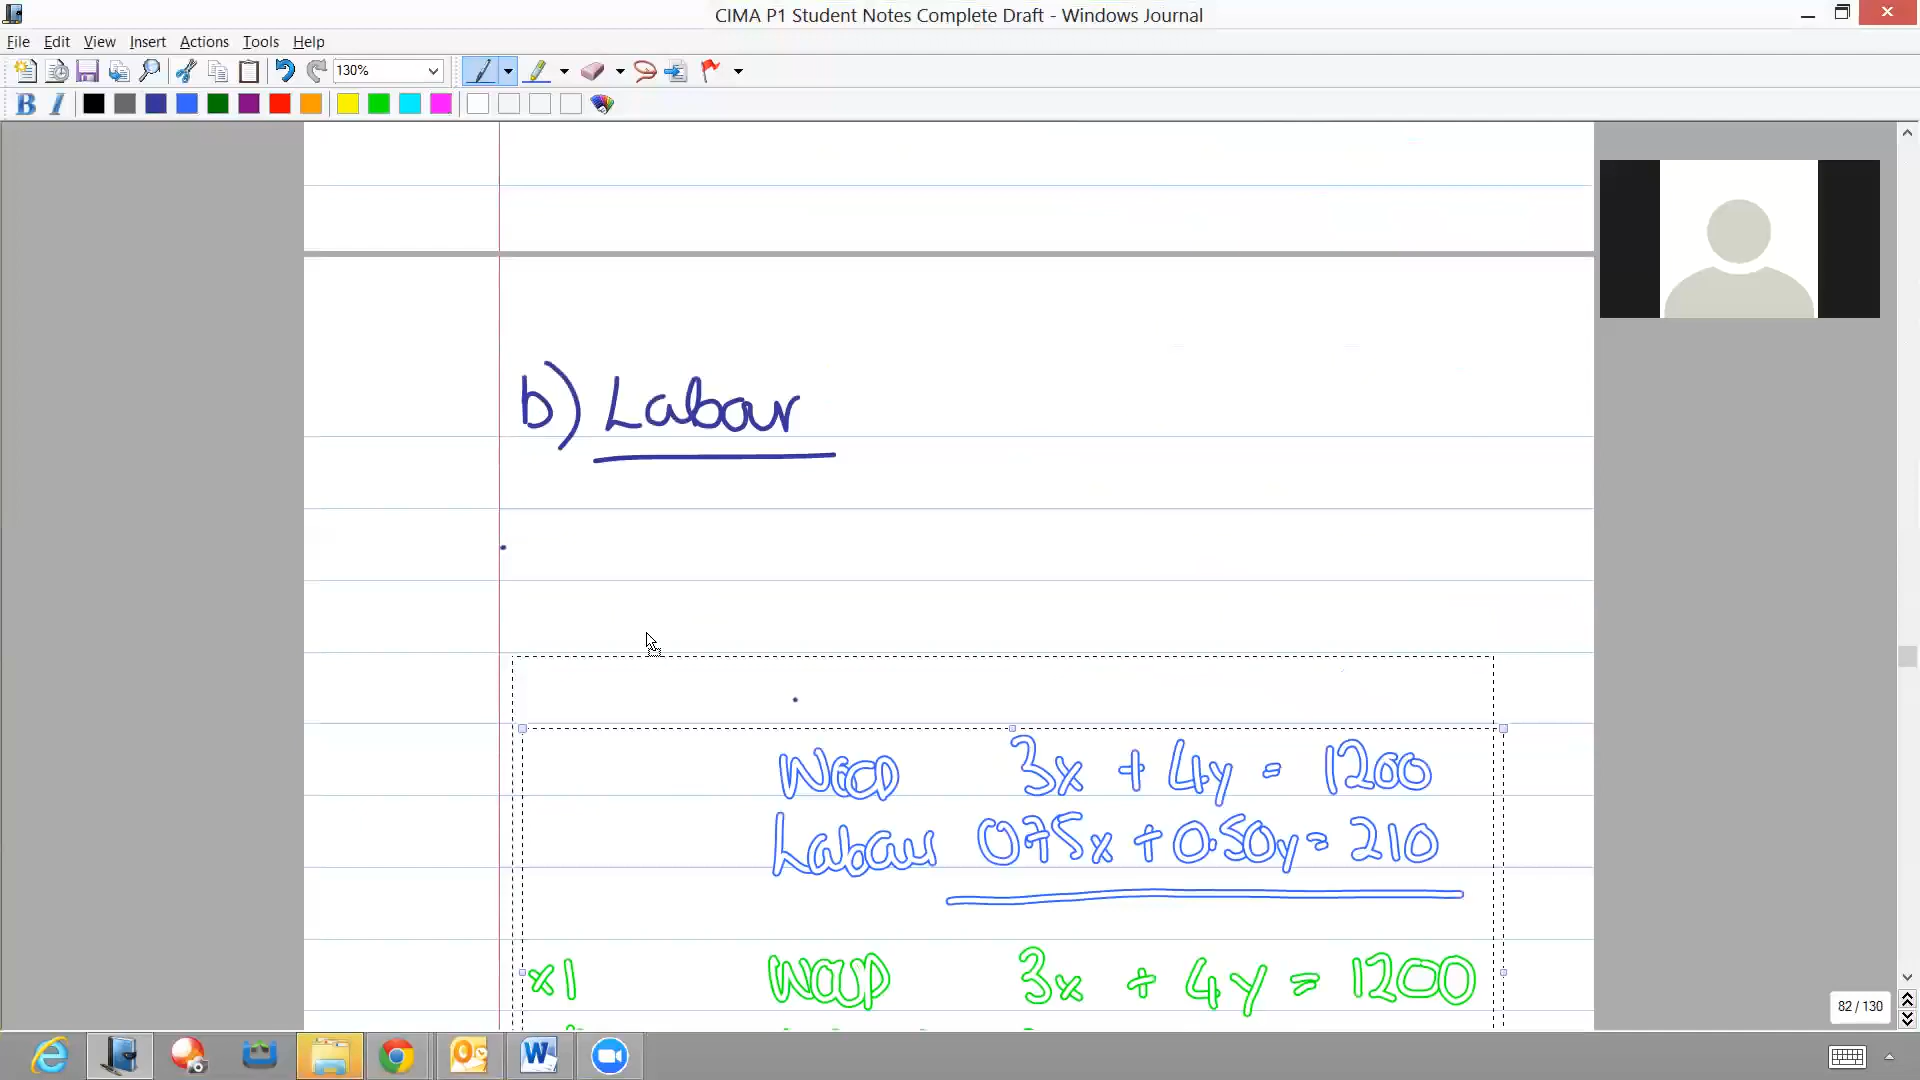 CIMA P1 Student Notes Complete Draft - Windows Journal
File Edit View Insert Actions Tools Help
130%
B I
b) Labour
Wood 3x + 4y = 1200
Labour 0.75x + 0.50y = 210
x1 Wood 3x + 4y = 1200
82 / 130